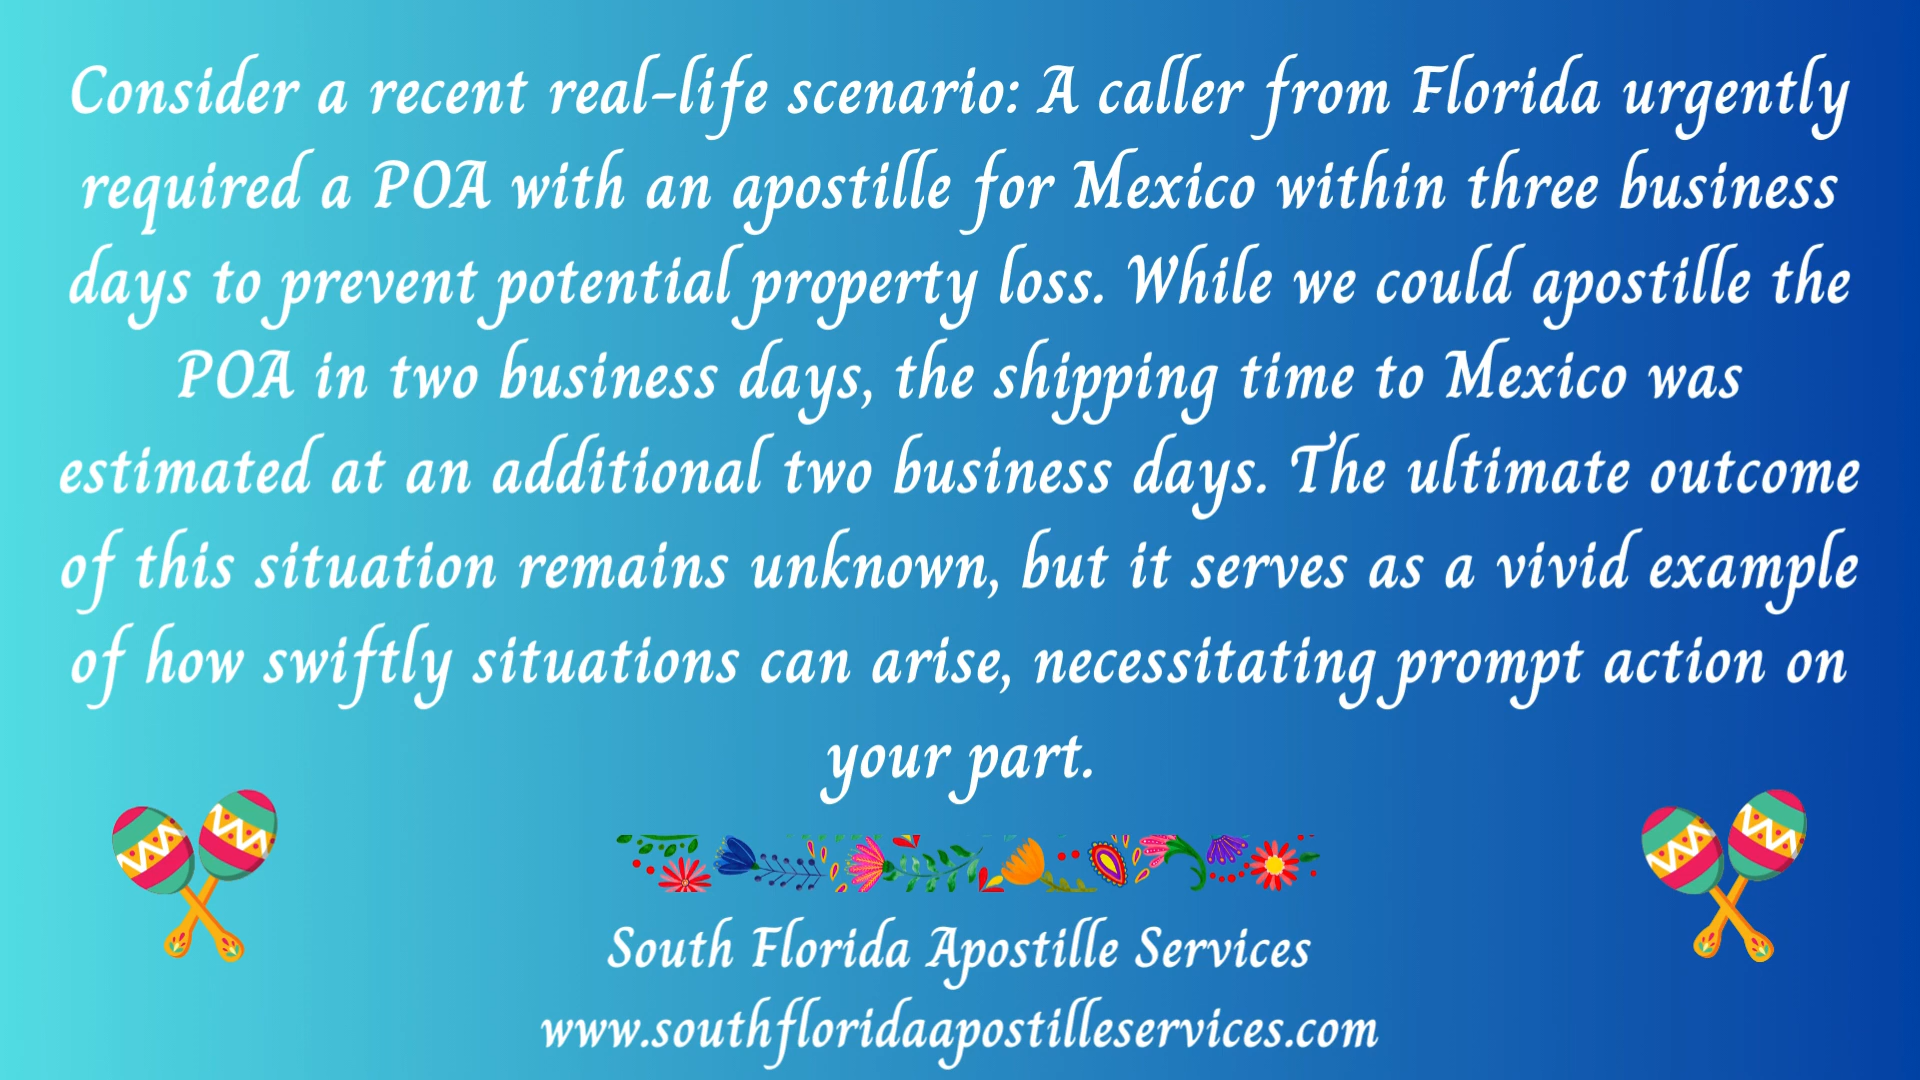 Consider a recent real-life scenario: A caller from Florida urgently
required a POA with an apostille for Mexico within three business
days to prevent potential property loss. While we could apostille the
POA in two business days, the shipping time to Mexico was
estimated at an additional two business days. The ultimate outcome
of this situation remains unknown, but it serves as a vivid example
of how swiftly situations can arise, necessitating prompt action on
your part.
South Florida Apostille Services
www.southfloridaapostilleservices.com